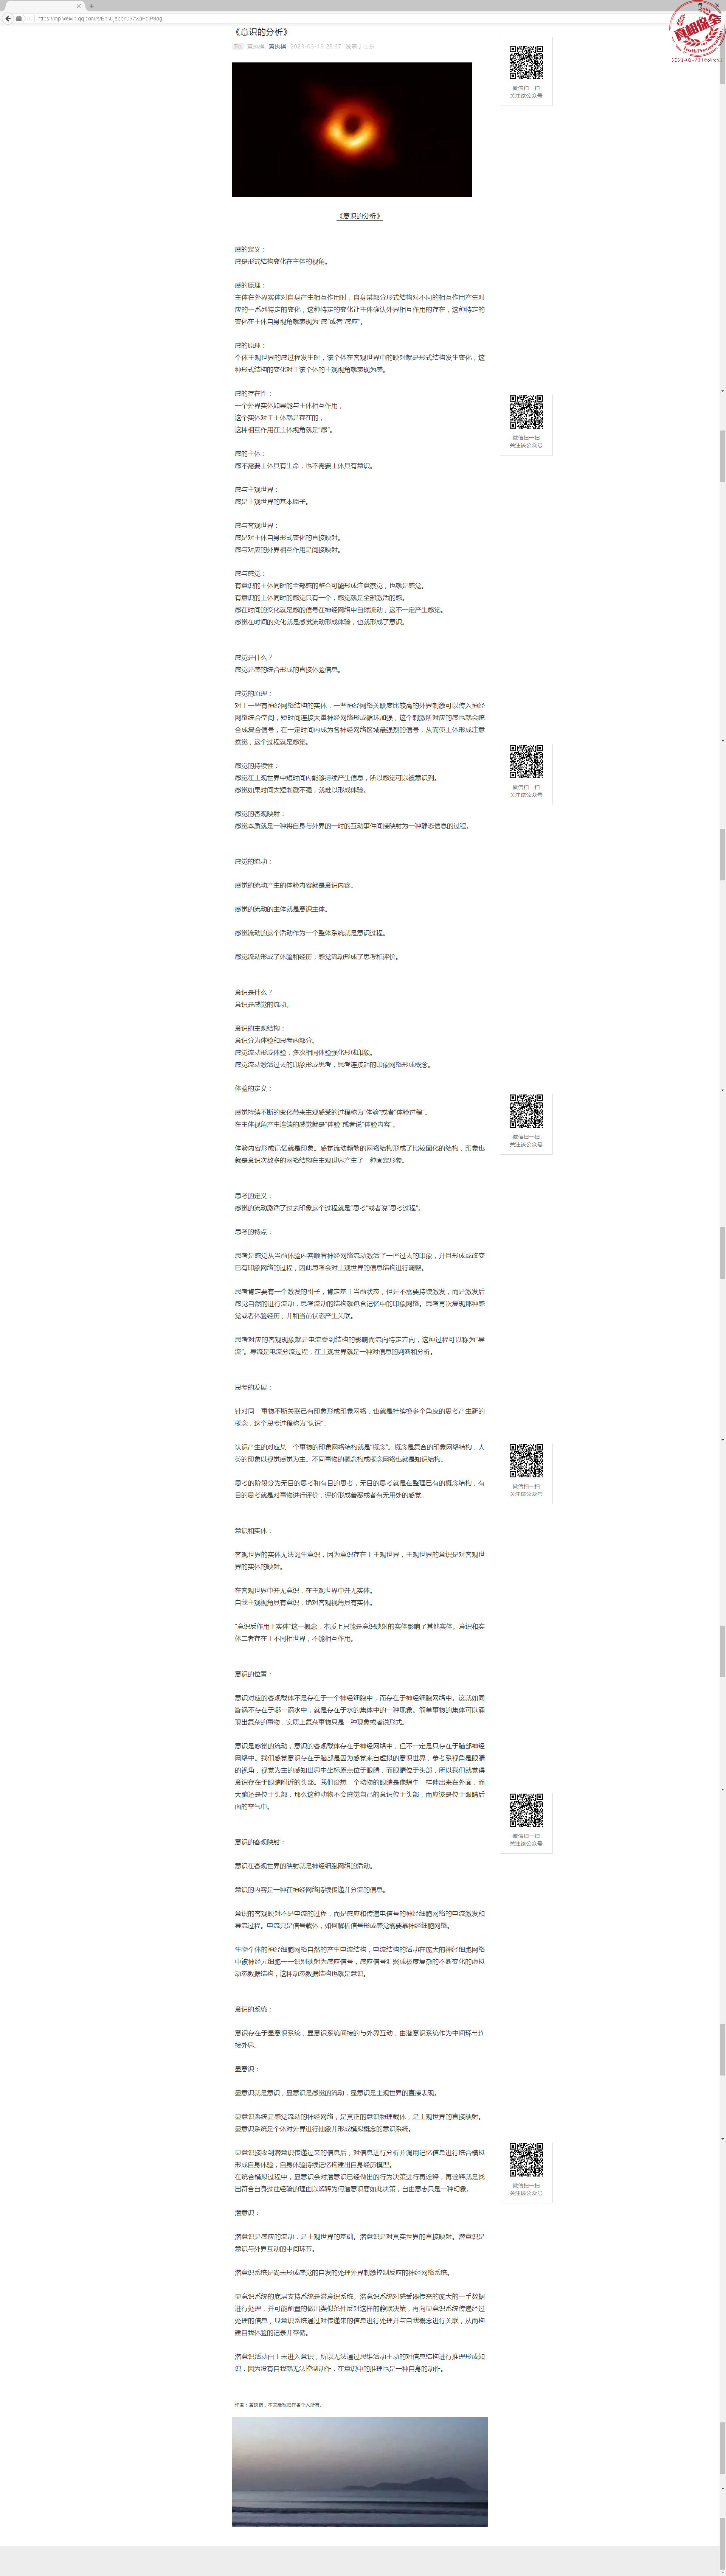 https://mp.weixin.qq.com/s/EreUjebbrC97vZiHqP9log
真相保全
TruthPreservation
2021-01-20 05:45:51
《意识的分析》
原创 黄执祺 黄执祺 2023-03-19 23:37 发表于山东
微信扫一扫
关注该公众号
《意识的分析》
感的定义：
感是形式结构变化在主体的视角。
感的原理：
主体在外界实体对自身产生相互作用时，自身某部分形式结构对不同的相互作用产生对
应的一系列特定的变化，这种特定的变化让主体确认外界相互作用的存在，这种特定的
变化在主体自身视角就表现为“感”或者“感应”。
感的原理：
个体主观世界的感过程发生时，该个体在客观世界中的映射就是形式结构发生变化，这
种形式结构的变化对于该个体的主观视角就表现为感。
感的存在性：
一个外界实体如果能与主体相互作用，
这个实体对于主体就是存在的，
这种相互作用在主体视角就是“感”。
微信扫一扫
关注该公众号
感的主体：
感不需要主体具有生命，也不需要主体具有意识。
感与主观世界：
感是主观世界的基本原子。
感与客观世界：
感是对主体自身形式变化的直接映射。
感与对应的外界相互作用是间接映射。
感与感觉：
有意识的主体同时的全部感的整合可能形成注意察觉，也就是感觉。
有意识的主体同时的感觉只有一个，感觉就是全部激活的感。
感在时间的变化就是感的信号在神经网络中自然流动，这不一定产生感觉。
感觉在时间的变化就是感觉流动形成体验，也就形成了意识。
感觉是什么？
感觉是感的统合形成的直接体验信息。
感觉的原理：
对于一些有神经网络结构的实体，一些神经网络关联度比较高的外界刺激可以传入神经
网络统合空间，短时间连接大量神经网络形成循环加强，这个刺激所对应的感也就会统
合成复合信号，在一定时间内成为各神经网络区域最强烈的信号，从而使主体形成注意
察觉，这个过程就是感觉。
感觉的持续性：
感觉在主观世界中短时间内能够持续产生信息，所以感觉可以被意识到。
感觉如果时间太短刺激不强，就难以形成体验。
微信扫一扫
关注该公众号
感觉的客观映射：
感觉本质就是一种将自身与外界的一时的互动事件间接映射为一种静态信息的过程。
感觉的流动：
感觉的流动产生的体验内容就是意识内容。
感觉的流动的主体就是意识主体。
感觉流动的这个活动作为一个整体系统就是意识过程。
感觉流动形成了体验和经历，感觉流动形成了思考和评价。
意识是什么？
意识是感觉的流动。
意识的主观结构：
意识分为体验和思考两部分。
感觉流动形成体验，多次相同体验强化形成印象。
感觉流动激活过去的印象形成思考，思考连接起的印象网络形成概念。
体验的定义：
感觉持续不断的变化带来主观感受的过程称为“体验”或者“体验过程”。
在主体视角产生连续的感觉就是“体验”或者说“体验内容”。
微信扫一扫
关注该公众号
体验内容形成记忆就是印象。感觉流动频繁的网络结构形成了比较固化的结构，印象也
就是意识次数多的网络结构在主观世界产生了一种固定形象。
思考的定义：
感觉的流动激活了过去印象这个过程就是“思考”或者说“思考过程”。
思考的特点：
思考是感觉从当前体验内容顺着神经网络流动激活了一些过去的印象，并且形成或改变
已有印象网络的过程，因此思考会对主观世界的信息结构进行调整。
思考肯定要有一个激发的引子，肯定基于当前状态，但是不需要持续激发，而是激发后
感觉自然的进行流动，思考流动的结构就包含记忆中的印象网络。思考再次复现那种感
觉或者体验经历，并和当前状态产生关联。
思考对应的客观现象就是电流受到结构的影响而流向特定方向，这种过程可以称为“导
流”。导流是电流分流过程，在主观世界就是一种对信息的判断和分析。
思考的发展：
针对同一事物不断关联已有印象形成印象网络，也就是持续换多个角度的思考产生新的
概念，这个思考过程称为“认识”。
认识产生的对应某一个事物的印象网络结构就是“概念”。概念是复合的印象网络结构，人
类的印象以视觉感觉为主。不同事物的概念构成概念网络也就是知识结构。
微信扫一扫
关注该公众号
思考的阶段分为无目的思考和有目的思考，无目的思考就是在整理已有的概念结构，有
目的思考就是对事物进行评价，评价形成善恶或者有无用处的感觉。
意识和实体：
客观世界的实体无法诞生意识，因为意识存在于主观世界，主观世界的意识是对客观世
界的实体的映射。
在客观世界中并无意识，在主观世界中并无实体。
自我主观视角具有意识，绝对客观视角具有实体。
“意识反作用于实体”这一概念，本质上只能是意识映射的实体影响了其他实体。意识和实
体二者存在于不同相世界，不能相互作用。
意识的位置：
意识对应的客观载体不是存在于一个神经细胞中，而存在于神经细胞网络中。这就如同
漩涡不存在于哪一滴水中，就是存在于水的集体中的一种现象。简单事物的集体可以涌
现出复杂的事物，实质上复杂事物只是一种现象或者说形式。
意识是感觉的流动，意识的客观载体存在于神经网络中，但不一定是只存在于脑部神经
网络中。我们感觉意识存在于脑部是因为感觉来自虚拟的意识世界，参考系视角是眼睛
的视角，视觉为主的感知世界中坐标原点位于眼睛，而眼睛位于头部，所以我们就觉得
意识存在于眼睛附近的头部。我们设想一个动物的眼睛是像蜗牛一样伸出来在外面，而
大脑还是位于头部，那么这种动物不会感觉自己的意识位于头部，而应该是位于眼睛后
面的空气中。
微信扫一扫
关注该公众号
意识的客观映射：
意识在客观世界的映射就是神经细胞网络的活动。
意识的内容是一种在神经网络持续传递并分流的信息。
意识的客观映射不是电流的过程，而是感应和传递电信号的神经细胞网络的电流激发和
导流过程。电流只是信号载体，如何解析信号形成感觉需要靠神经细胞网络。
生物个体的神经细胞网络自然的产生电流结构，电流结构的活动在庞大的神经细胞网络
中被神经元细胞一一识别映射为感应信号，感应信号汇聚成极度复杂的不断变化的虚拟
动态数据结构，这种动态数据结构也就是意识。
意识的系统：
意识存在于显意识系统，显意识系统间接的与外界互动，由潜意识系统作为中间环节连
接外界。
显意识：
显意识就是意识，显意识是感觉的流动，显意识是主观世界的直接表现。
显意识系统是感觉流动的神经网络，是真正的意识物理载体，是主观世界的直接映射。
显意识系统是个体对外界进行抽象并形成模拟概念的意识系统。
显意识接收到潜意识传递过来的信息后，对信息进行分析并调用记忆信息进行统合模拟
形成自身体验，自身体验持续记忆构建出自身经历模型。
在统合模拟过程中，显意识会对潜意识已经做出的行为决策进行再诠释，再诠释就是找
出符合自身过往经验的理由以解释为何潜意识要如此决策，自由意志只是一种幻象。
微信扫一扫
关注该公众号
潜意识：
潜意识是感应的流动，是主观世界的基础。潜意识是对真实世界的直接映射。潜意识是
意识与外界互动的中间环节。
潜意识系统是尚未形成感觉的自发的处理外界刺激控制反应的神经网络系统。
显意识系统的底层支持系统是潜意识系统。潜意识系统对感受器传来的庞大的一手数据
进行处理，并可能前置的做出类似条件反射这样的静默决策，再向显意识系统传递经过
处理的信息，显意识系统通过对传递来的信息进行处理并与自我概念进行关联，从而构
建自我体验的记录并存储。
潜意识活动由于未进入意识，所以无法通过思维活动主动的对信息结构进行推理形成知
识，因为没有自我就无法控制动作，在意识中的推理也是一种自身的动作。
作者：黄执祺，本文版权归作者个人所有。